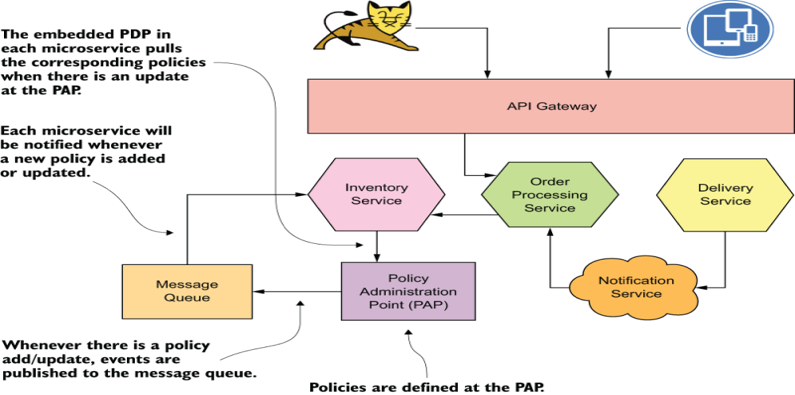 The embedded PDP in
each microservice pulls
the corresponding policies
when there is an update
at the PAP.
API Gateway
Each microservice will
be notified whenever
a new policy is added
or updated.
Inventory
Service
Order
Processing
Service
Delivery
Service
Message
Queue
Policy
Administration
Point (PAP)
Notification
Service
Whenever there is a policy
add/update, events are
published to the message queue.
Policies are defined at the PAP.